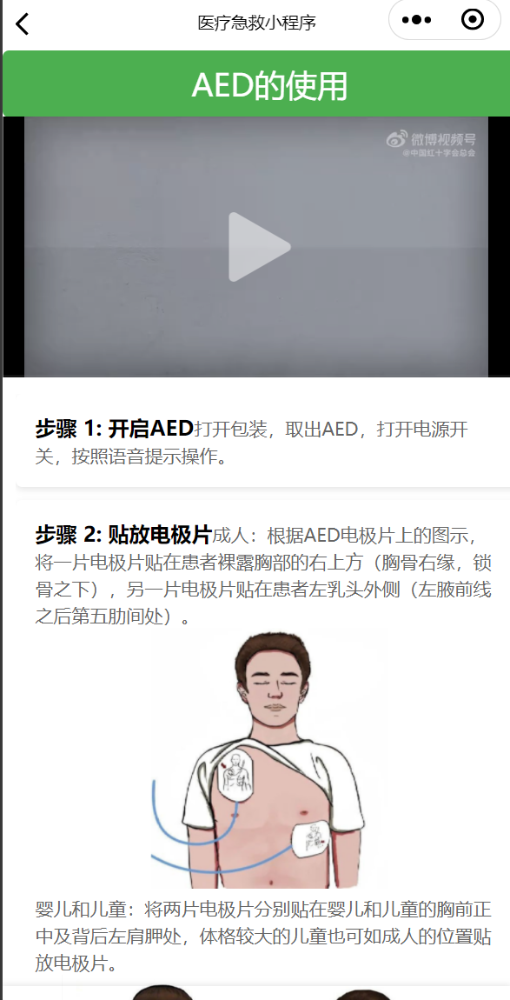 医疗急救小程序
AED的使用
微博视频号
@中国红十字会总会
步骤 1: 开启AED打开包装，取出AED，打开电源开
关，按照语音提示操作。
步骤 2: 贴放电极片成人：根据AED电极片上的图示，
将一片电极片贴在患者裸露胸部的右上方（胸骨右缘，锁
骨之下），另一片电极片贴在患者左乳头外侧（左腋前线
之后第五肋间处）。
婴儿和儿童：将两片电极片分别贴在婴儿和儿童的胸前正
中及背后左肩胛处，体格较大的儿童也可如成人的位置贴
放电极片。